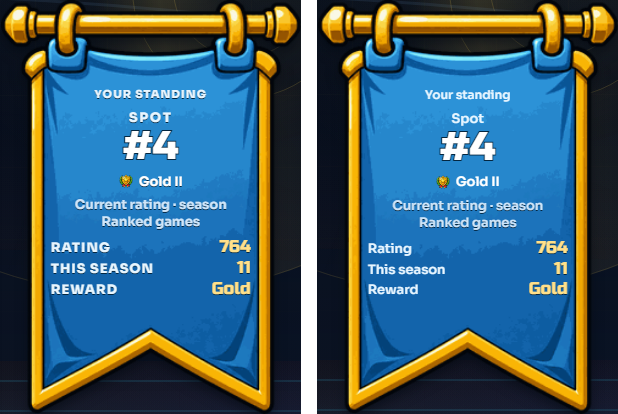 YOUR STANDING
SPOT
#4
Gold II
Current rating · season
Ranked games
RATING 764
THIS SEASON 11
REWARD Gold
Your standing
Spot
#4
Gold II
Current rating · season
Ranked games
Rating 764
This season 11
Reward Gold